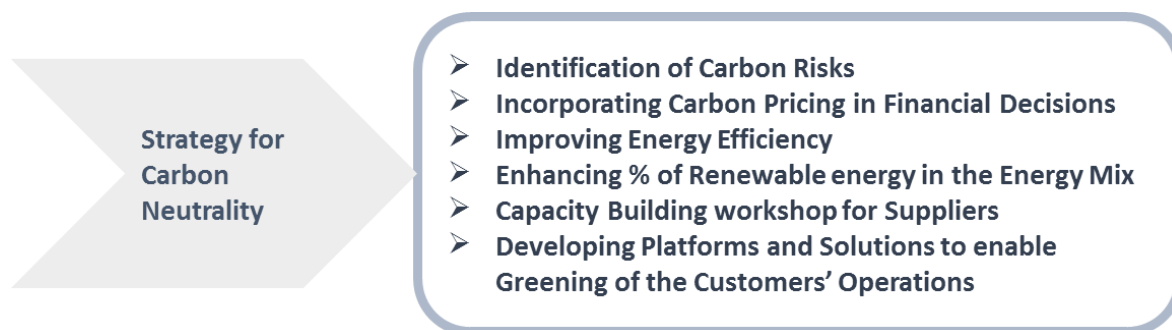 Strategy for
Carbon
Neutrality
➢ Identification of Carbon Risks
➢ Incorporating Carbon Pricing in Financial Decisions
➢ Improving Energy Efficiency
➢ Enhancing % of Renewable energy in the Energy Mix
➢ Capacity Building workshop for Suppliers
➢ Developing Platforms and Solutions to enable
Greening of the Customers’ Operations